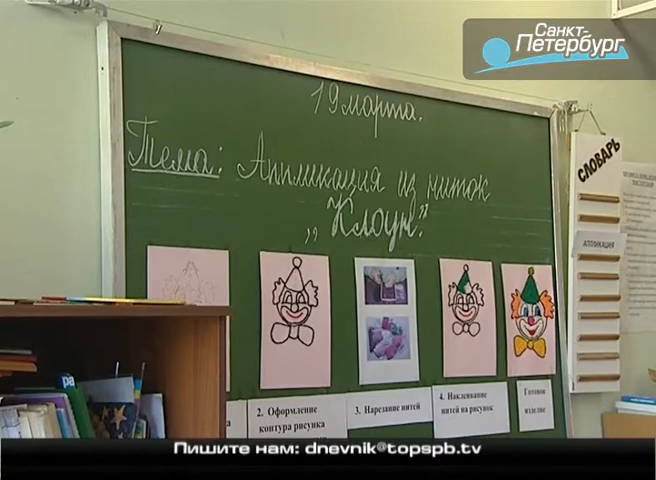 Санкт-
Петербург
19 марта.
Тема: Аппликация из ниток
„Клоун."
СЛОВАРЬ
АППЛИКАЦИЯ
2. Оформление
контура рисунка
3. Нарезание нитей
4. Наклеивание
нитей на рисунок
Готовое
изделие
Пишите нам: dnevnik@topspb.tv